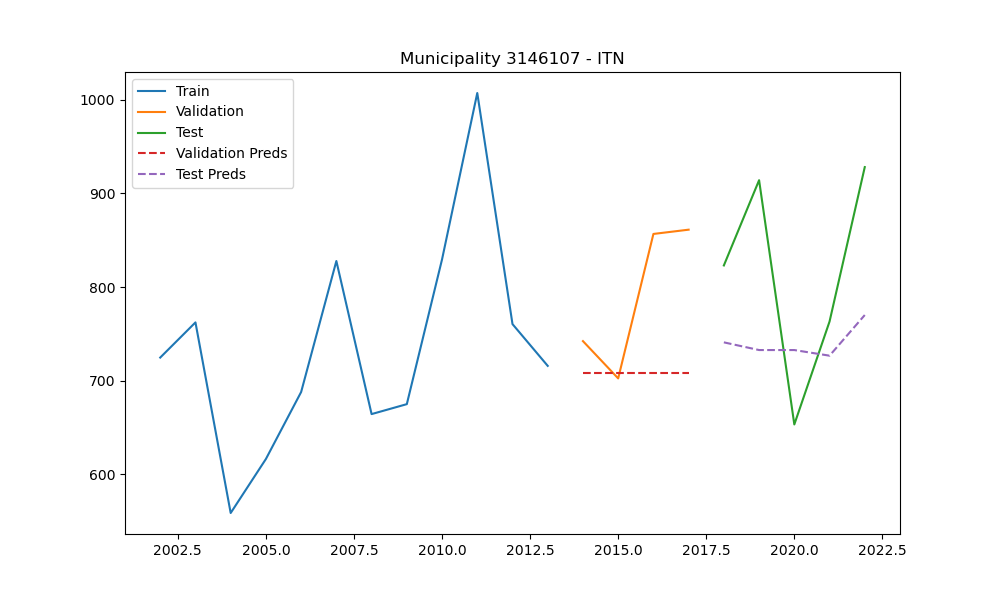 Municipality 3146107 - ITN
Train
Validation
Test
Validation Preds
Test Preds
1000
900
800
700
600
2002.5 2005.0 2007.5 2010.0 2012.5 2015.0 2017.5 2020.0 2022.5